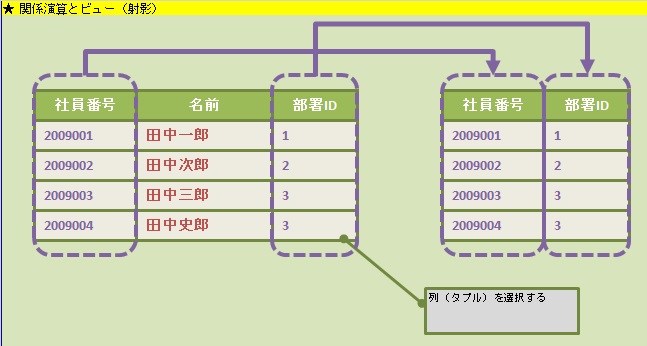 ★ 関係演算とビュー（射影）
社員番号 名前 部署ID 社員番号 部署ID
2009001 田中一郎 1 2009001 1
2009002 田中次郎 2 2009002 2
2009003 田中三郎 3 2009003 3
2009004 田中史郎 3 2009004 3
列（タプル）を選択する